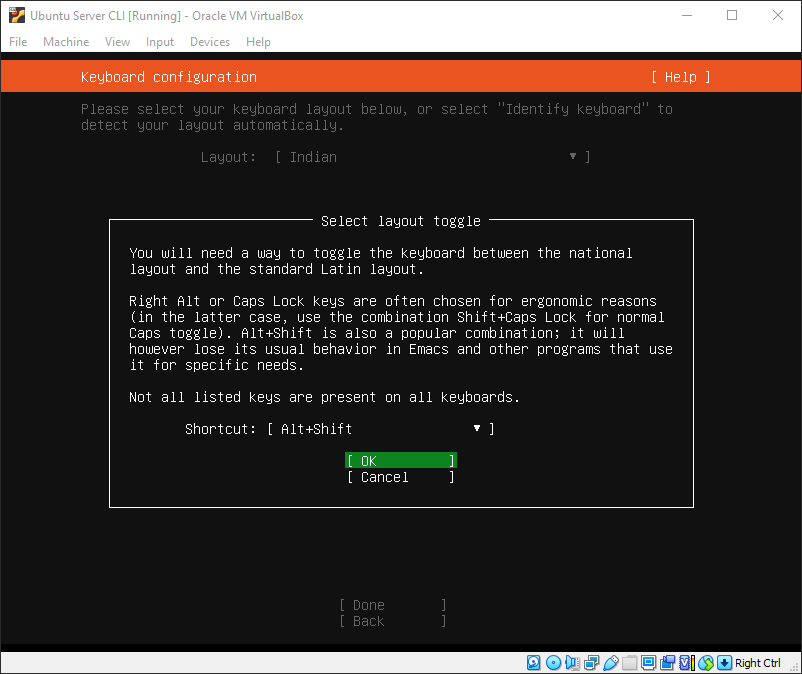 Ubuntu Server CLI [Running] - Oracle VM VirtualBox
File Machine View Input Devices Help
Keyboard configuration [ Help ]
Please select your keyboard layout below, or select "Identify keyboard" to
detect your layout automatically.
Layout: [ Indian ▾ ]
Select layout toggle
You will need a way to toggle the keyboard between the national
layout and the standard Latin layout.
Right Alt or Caps Lock keys are often chosen for ergonomic reasons
(in the latter case, use the combination Shift+Caps Lock for normal
Caps toggle). Alt+Shift is also a popular combination; it will
however lose its usual behavior in Emacs and other programs that use
it for specific needs.
Not all listed keys are present on all keyboards.
Shortcut: [ Alt+Shift ▾ ]
[ OK ]
[ Cancel ]
[ Done ]
[ Back ]
Right Ctrl